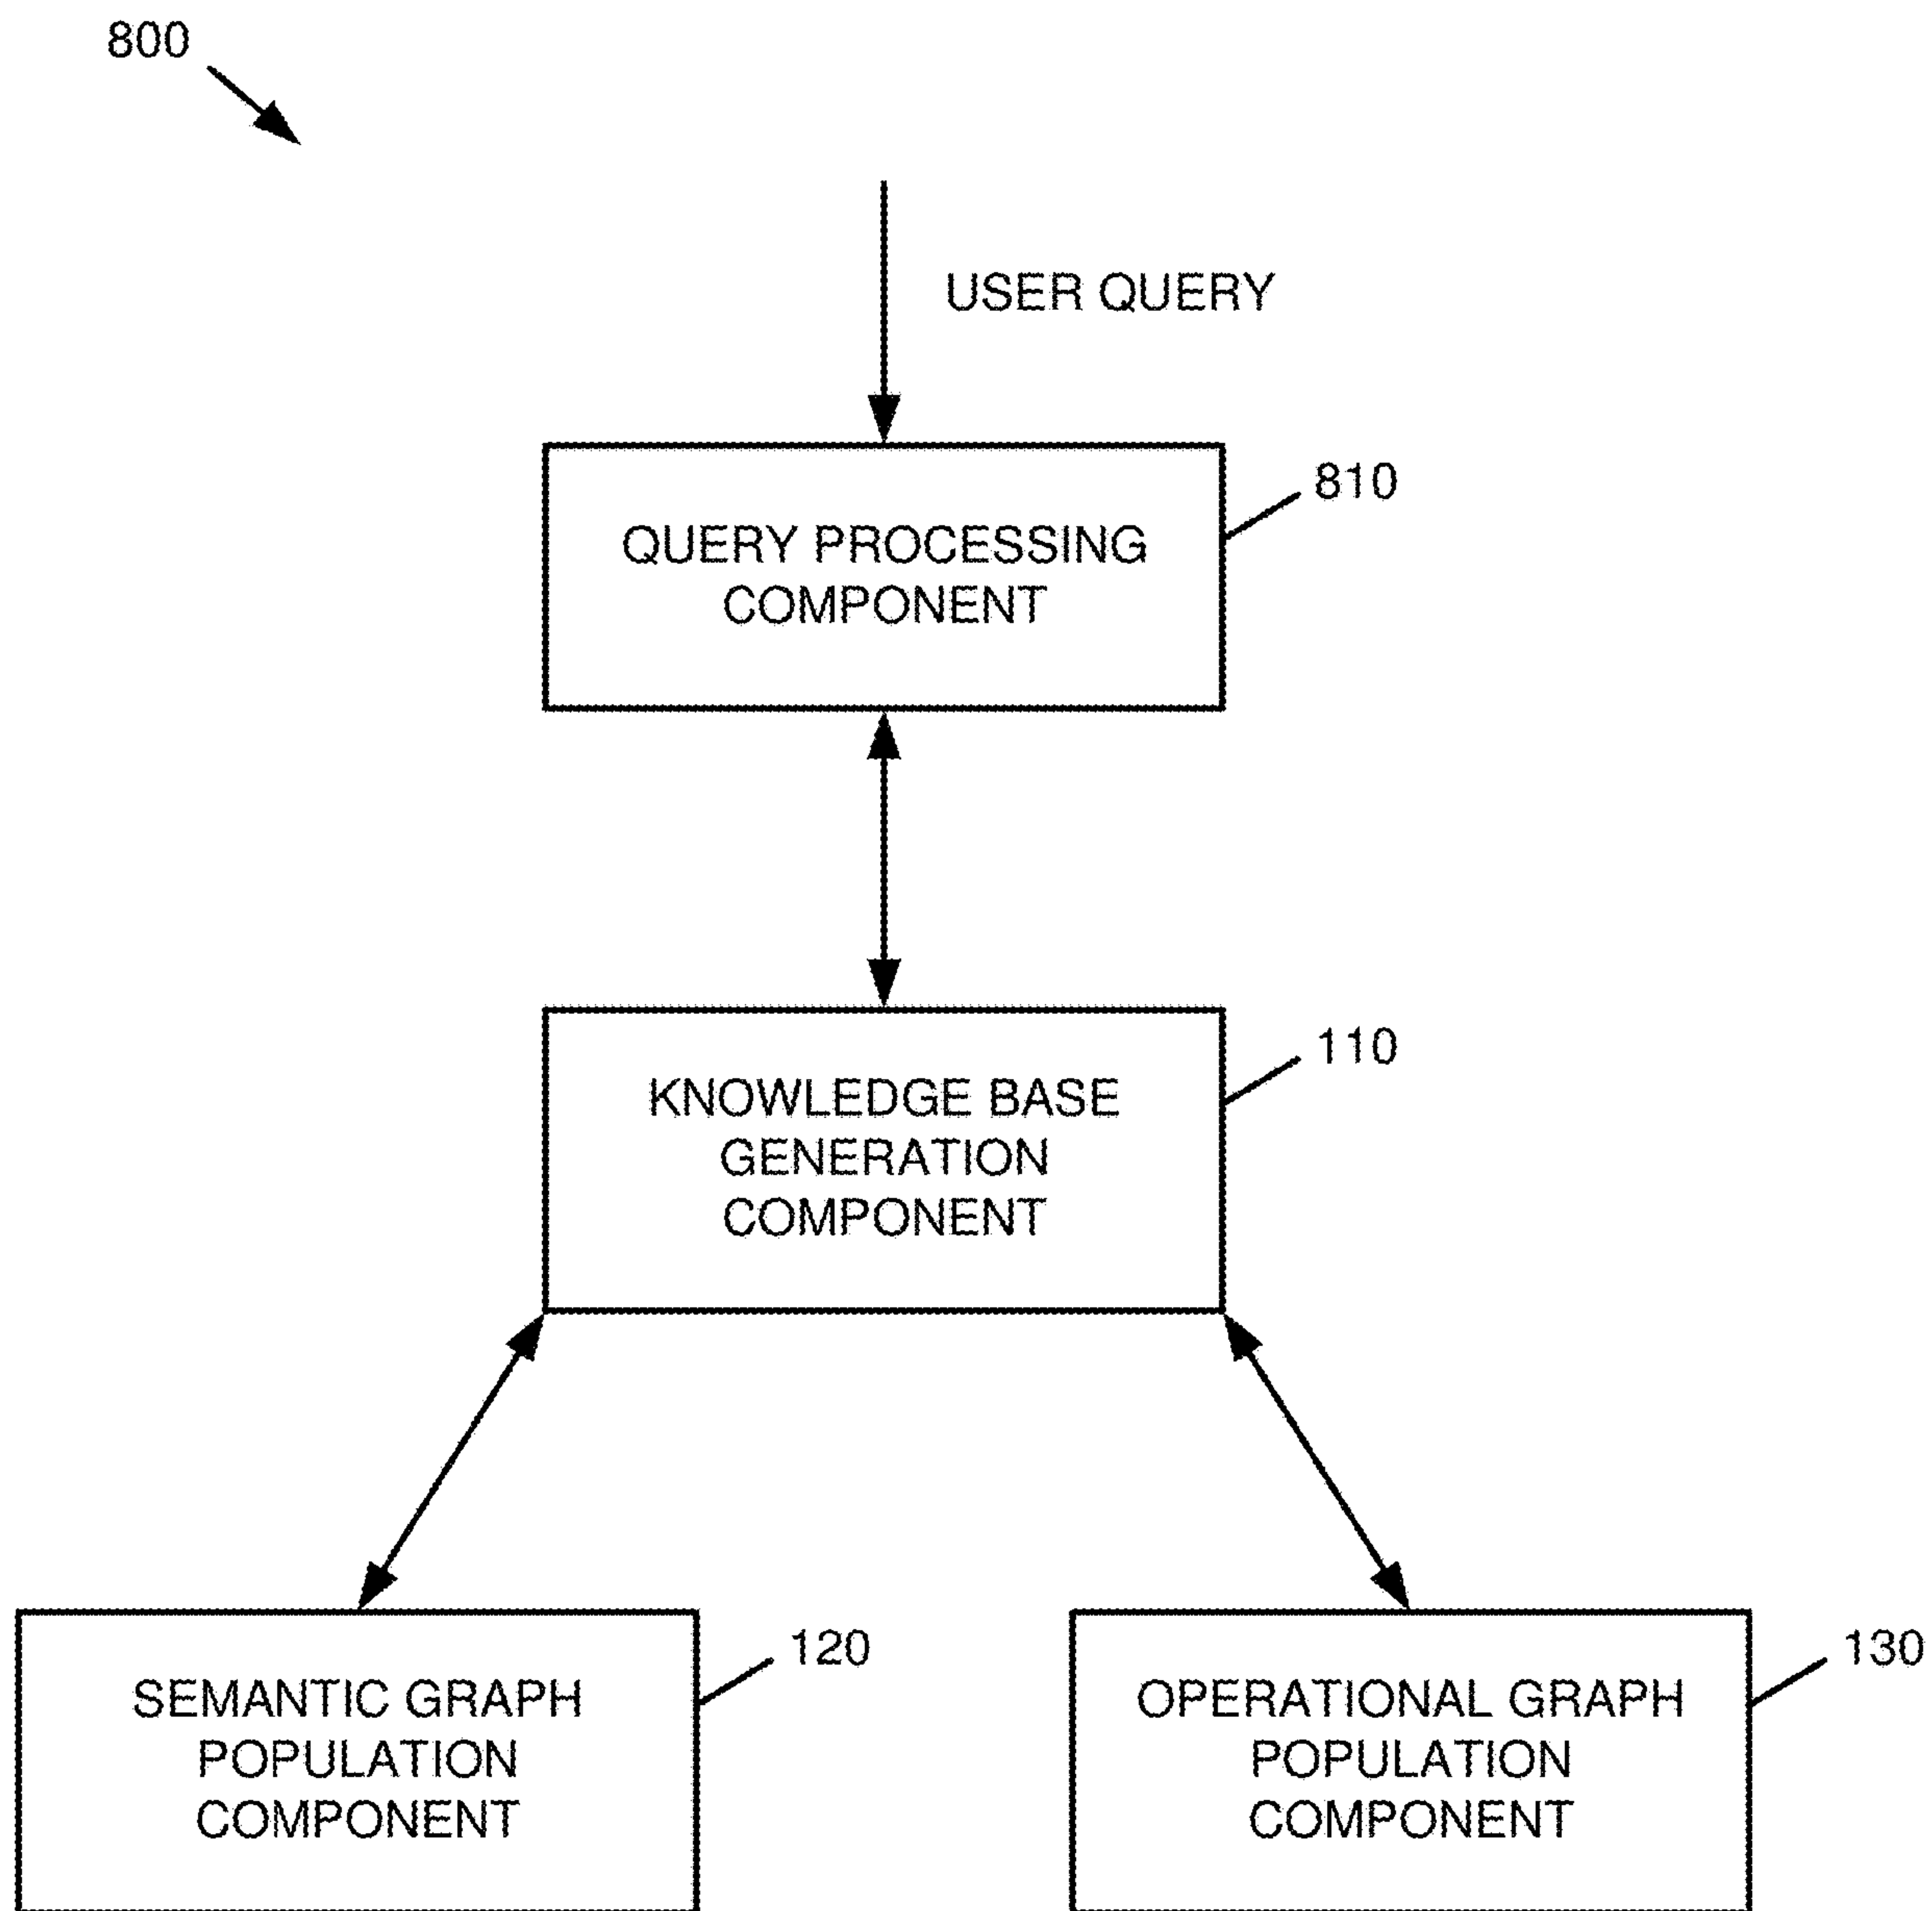 800
USER QUERY
810
QUERY PROCESSING
COMPONENT
110
KNOWLEDGE BASE
GENERATION
COMPONENT
120
SEMANTIC GRAPH
POPULATION
COMPONENT
130
OPERATIONAL GRAPH
POPULATION
COMPONENT